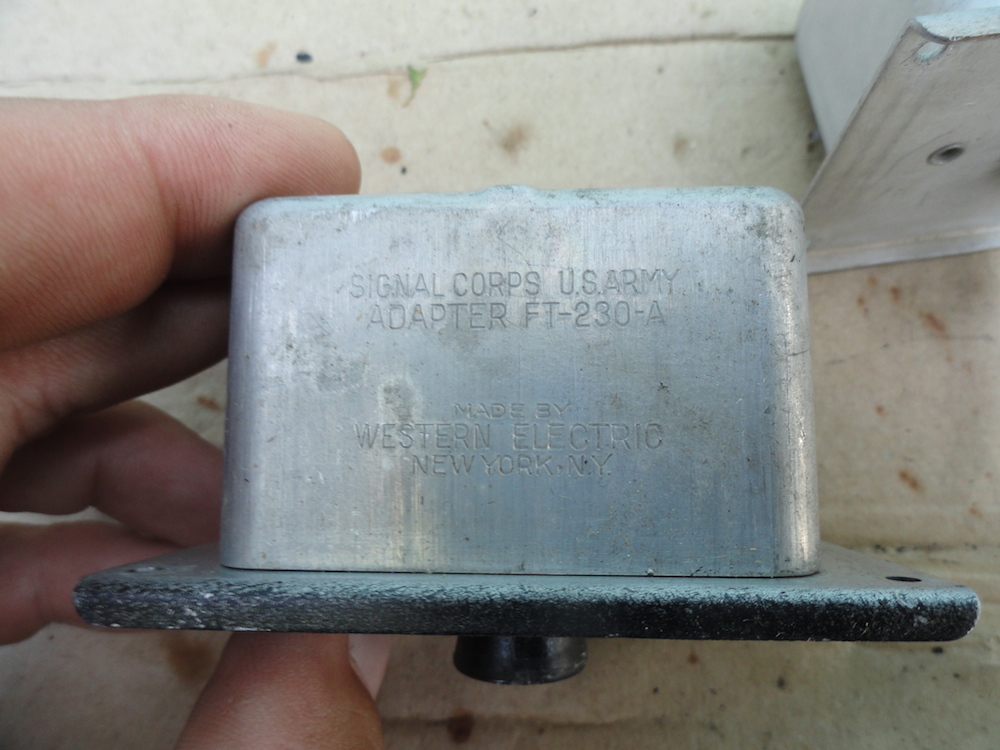 SIGNAL CORPS U.S. ARMY
ADAPTER FT-230-A
MADE BY
WESTERN ELECTRIC
NEW YORK, N.Y.